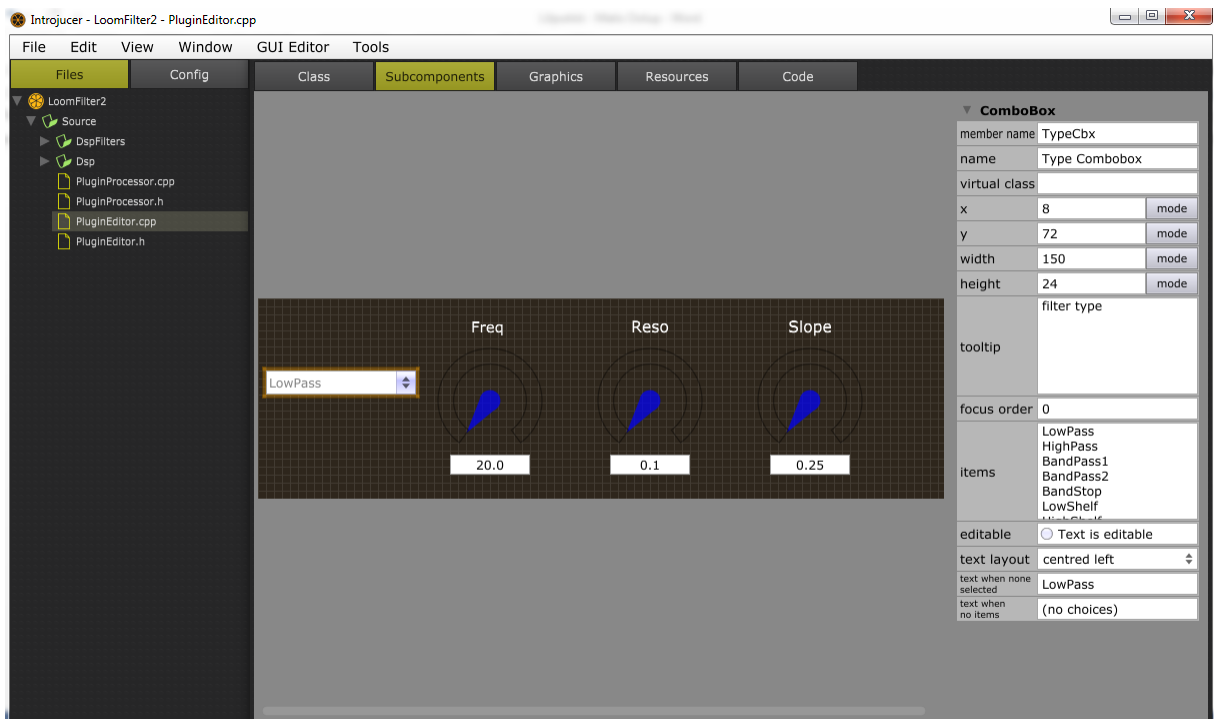 Introjucer - LoomFilter2 - PluginEditor.cpp
File Edit View Window GUI Editor Tools
Files Config Class Subcomponents Graphics Resources Code
LoomFilter2
Source
DspFilters
Dsp
PluginProcessor.cpp
PluginProcessor.h
PluginEditor.cpp
PluginEditor.h
Freq Reso Slope
LowPass
20.0 0.1 0.25
ComboBox
member name TypeCbx
name Type Combobox
virtual class
x 8 mode
y 72 mode
width 150 mode
height 24 mode
tooltip filter type
focus order 0
items
LowPass
HighPass
BandPass1
BandPass2
BandStop
LowShelf
HighShelf
editable Text is editable
text layout centred left
text when none
selected
LowPass
text when
no items
(no choices)